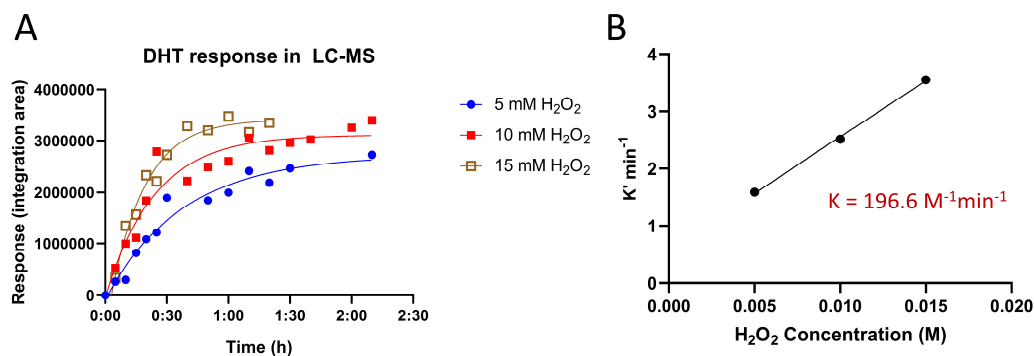 A
DHT response in LC-MS
4000000
3000000
2000000
1000000
0
0:00 0:30 1:00 1:30 2:00 2:30
Response (integration area)
Time (h)
5 mM H₂O₂
10 mM H₂O₂
15 mM H₂O₂
B
4
3
2
1
0
0.000 0.005 0.010 0.015 0.020
K' min⁻¹
K = 196.6 M⁻¹min⁻¹
H₂O₂ Concentration (M)